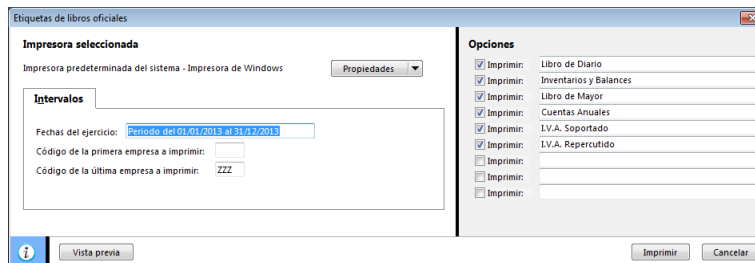 Etiquetas de libros oficiales
Impresora seleccionada
Impresora predeterminada del sistema - Impresora de Windows
Propiedades
Intervalos
Fechas del ejercicio: Periodo del 01/01/2013 al 31/12/2013
Código de la primera empresa a imprimir:
Código de la última empresa a imprimir: ZZZ
Opciones
Imprimir: Libro de Diario
Imprimir: Inventarios y Balances
Imprimir: Libro de Mayor
Imprimir: Cuentas Anuales
Imprimir: I.V.A. Soportado
Imprimir: I.V.A. Repercutido
Imprimir:
Imprimir:
Imprimir:
i
Vista previa
Imprimir
Cancelar